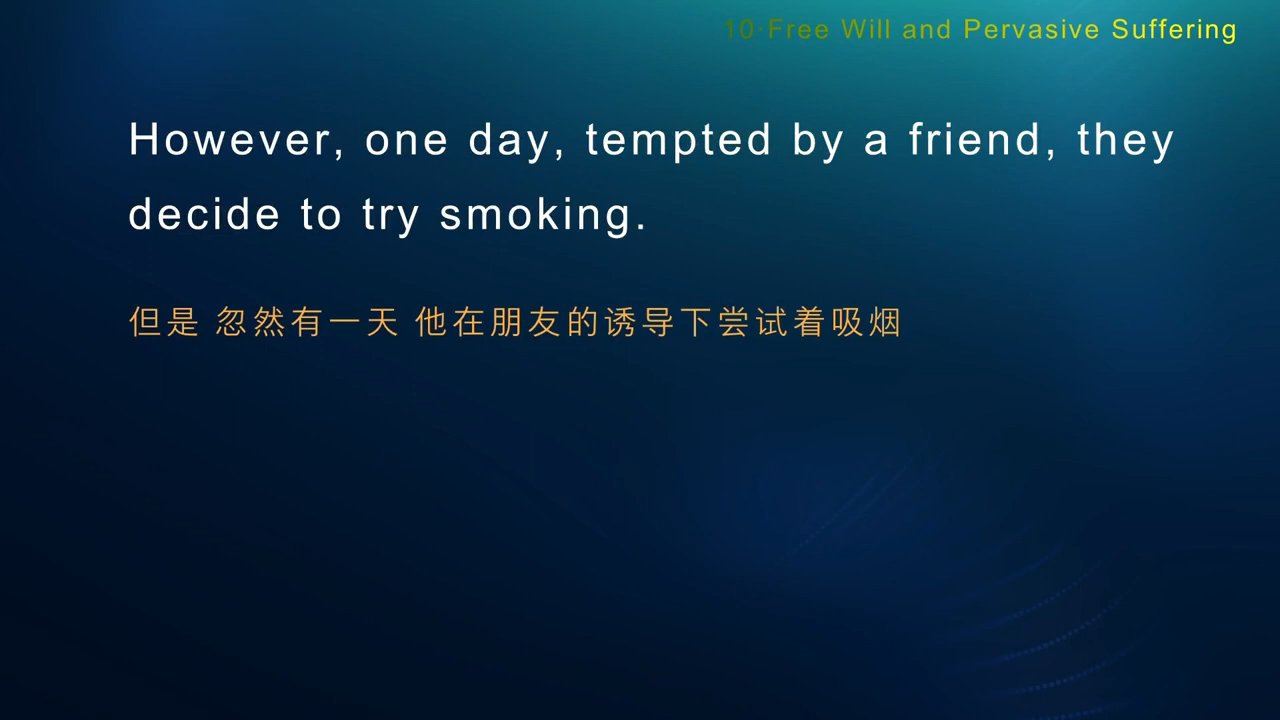 10·Free Will and Pervasive Suffering
However, one day, tempted by a friend, they
decide to try smoking.
但是 忽然有一天 他在朋友的诱导下尝试着吸烟